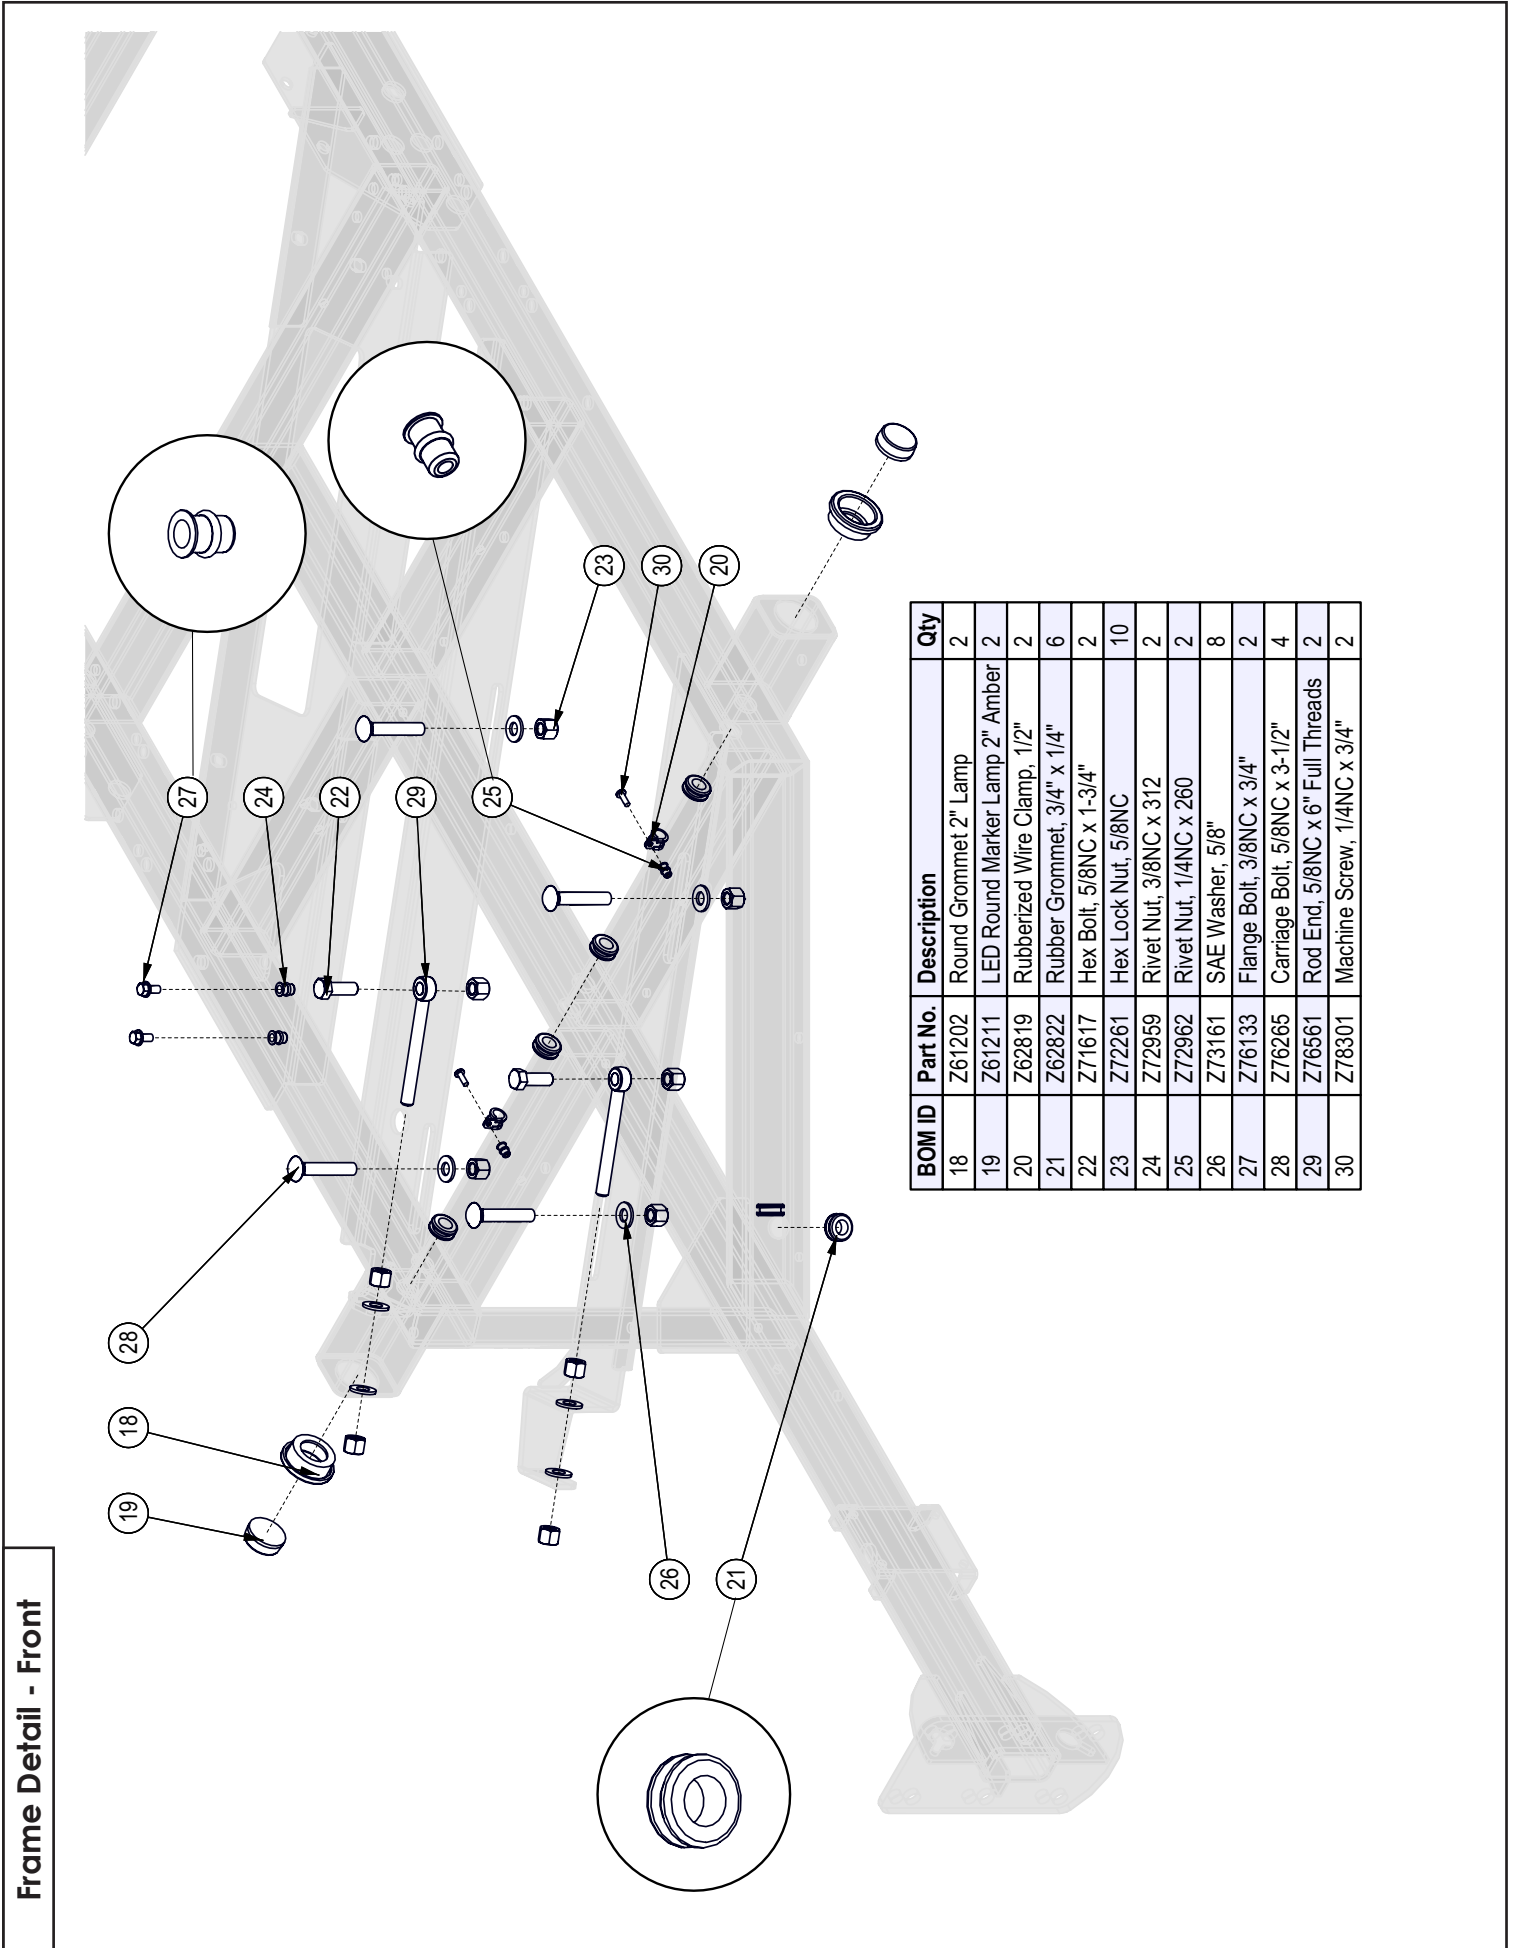 Frame Detail - Front
19
18
28
27
24
22
29
25
23
30
20
26
21
BOM ID Part No. Description Qty
18 Z61202 Round Grommet 2" Lamp 2
19 Z61211 LED Round Marker Lamp 2" Amber 2
20 Z62819 Rubberized Wire Clamp, 1/2" 2
21 Z62822 Rubber Grommet, 3/4" x 1/4" 6
22 Z71617 Hex Bolt, 5/8NC x 1-3/4" 2
23 Z72261 Hex Lock Nut, 5/8NC 10
24 Z72959 Rivet Nut, 3/8NC x 312 2
25 Z72962 Rivet Nut, 1/4NC x 260 2
26 Z73161 SAE Washer, 5/8" 8
27 Z76133 Flange Bolt, 3/8NC x 3/4" 2
28 Z76265 Carriage Bolt, 5/8NC x 3-1/2" 4
29 Z76561 Rod End, 5/8NC x 6" Full Threads 2
30 Z78301 Machine Screw, 1/4NC x 3/4" 2